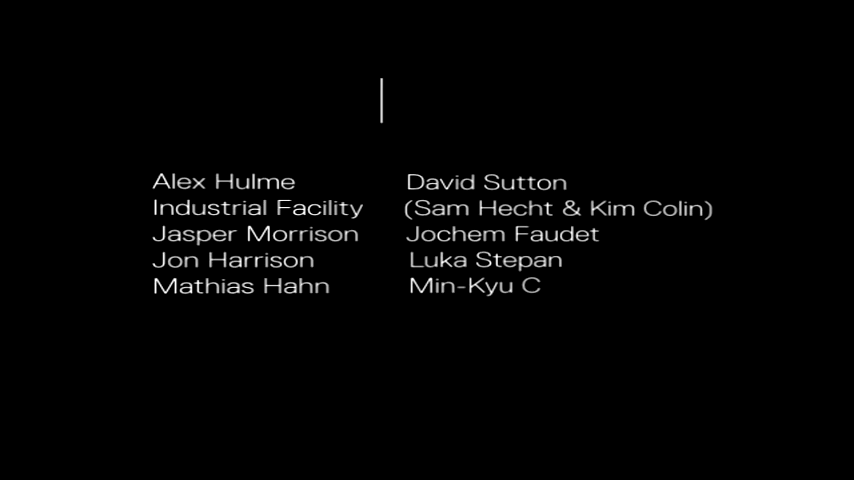 Alex Hulme David Sutton
Industrial Facility (Sam Hecht & Kim Colin)
Jasper Morrison Jochem Faudet
Jon Harrison Luka Stepan
Mathias Hahn Min-Kyu C